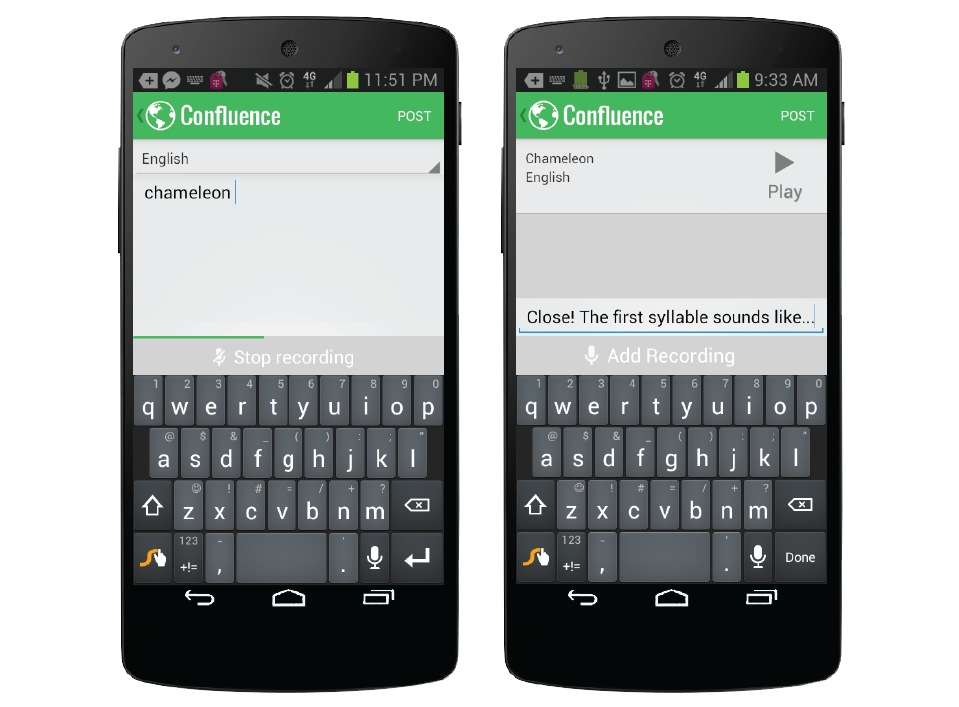 4G 11:51 PM
Confluence POST
English
chameleon
Stop recording
1 2 3 4 5 6 7 8 9 0
q w e r t y u i o p
@ $ & _ ( ) : ; "
a s d f g h j k l
! # = / + ?
z x c v b n m
123 - '
+!= , .
4G 9:33 AM
Confluence POST
Chameleon
English
Play
Close! The first syllable sounds like...
Add Recording
1 2 3 4 5 6 7 8 9 0
q w e r t y u i o p
@ $ & _ ( ) : ; "
a s d f g h j k l
! # = / + ?
z x c v b n m
123 - '
+!= , . Done